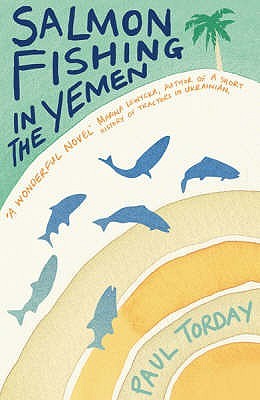 SALMON
FISHING
IN
THE YEMEN
'A WONDERFUL NOVEL' MARINA LEWYCKA, AUTHOR OF A SHORT
HISTORY OF TRACTORS IN UKRAINIAN.
PAUL TORDAY